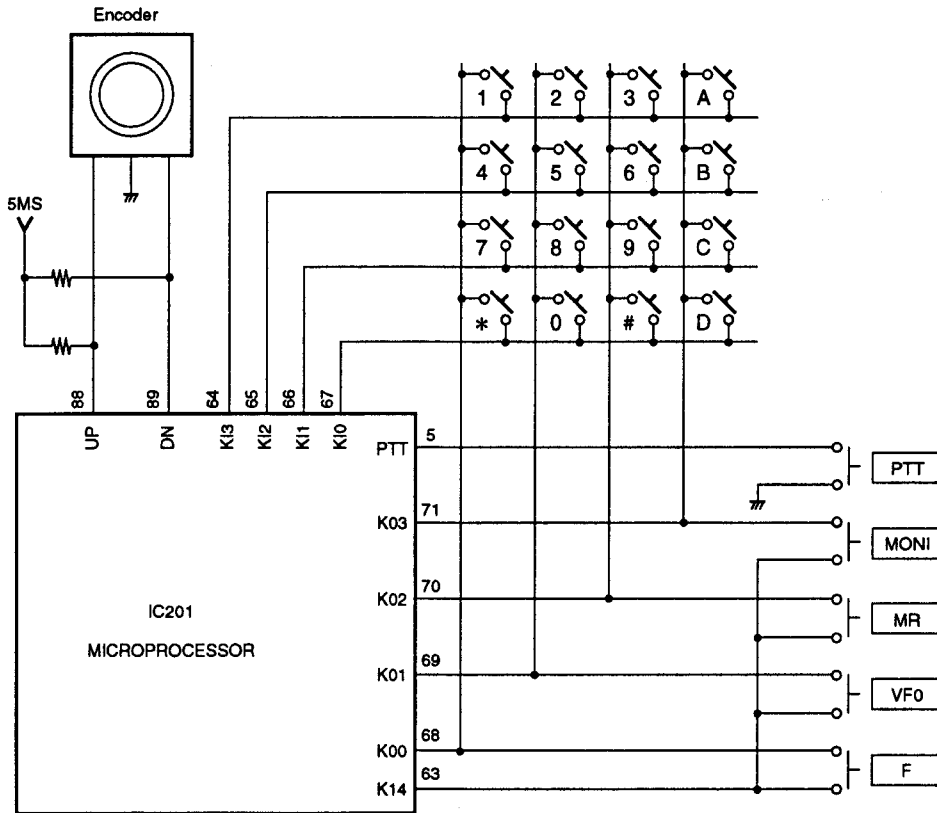 Encoder
1 2 3 A
4 5 6 B
5MS
7 8 9 C
* 0 # D
88 89 64 65 66 67
UP DN KI3 KI2 KI1 KI0
PTT 5 PTT
K03 71 MONI
K02 70 MR
IC201
MICROPROCESSOR
K01 69 VF0
K00 68 F
K14 63